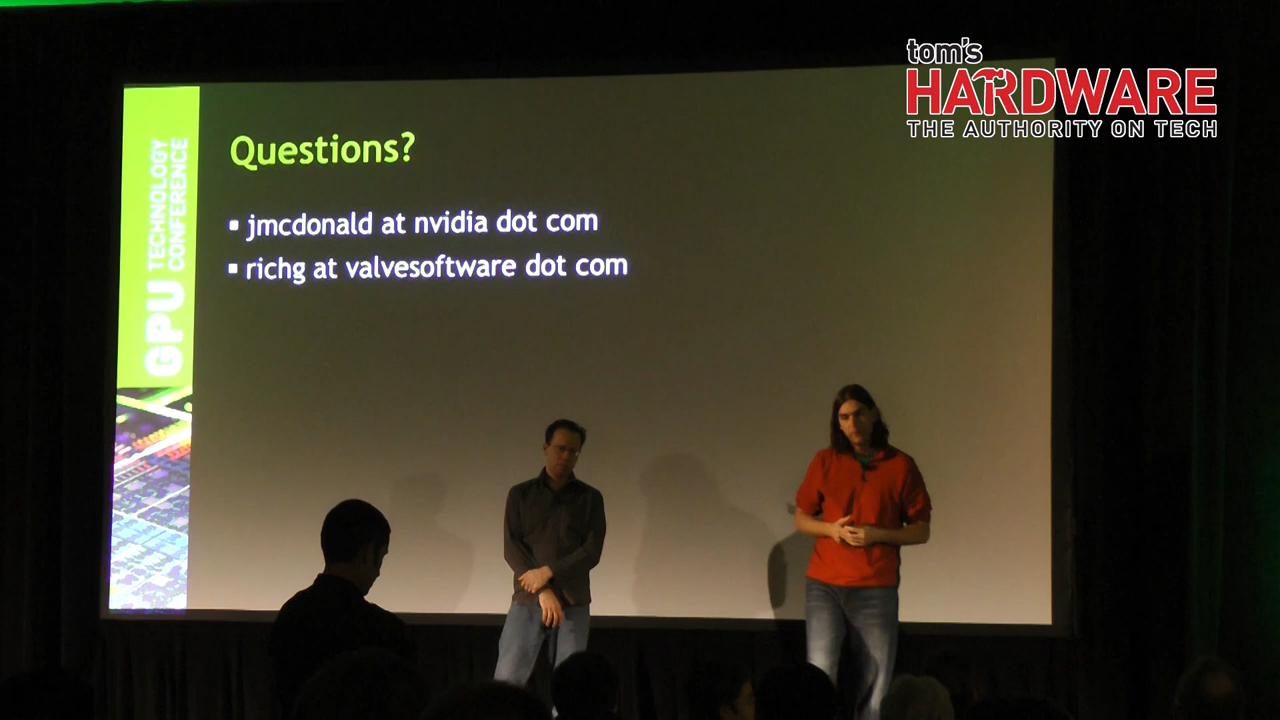 tom's
HARDWARE
THE AUTHORITY ON TECH
GPU TECHNOLOGY
CONFERENCE
Questions?
▪ jmcdonald at nvidia dot com
▪ richg at valvesoftware dot com